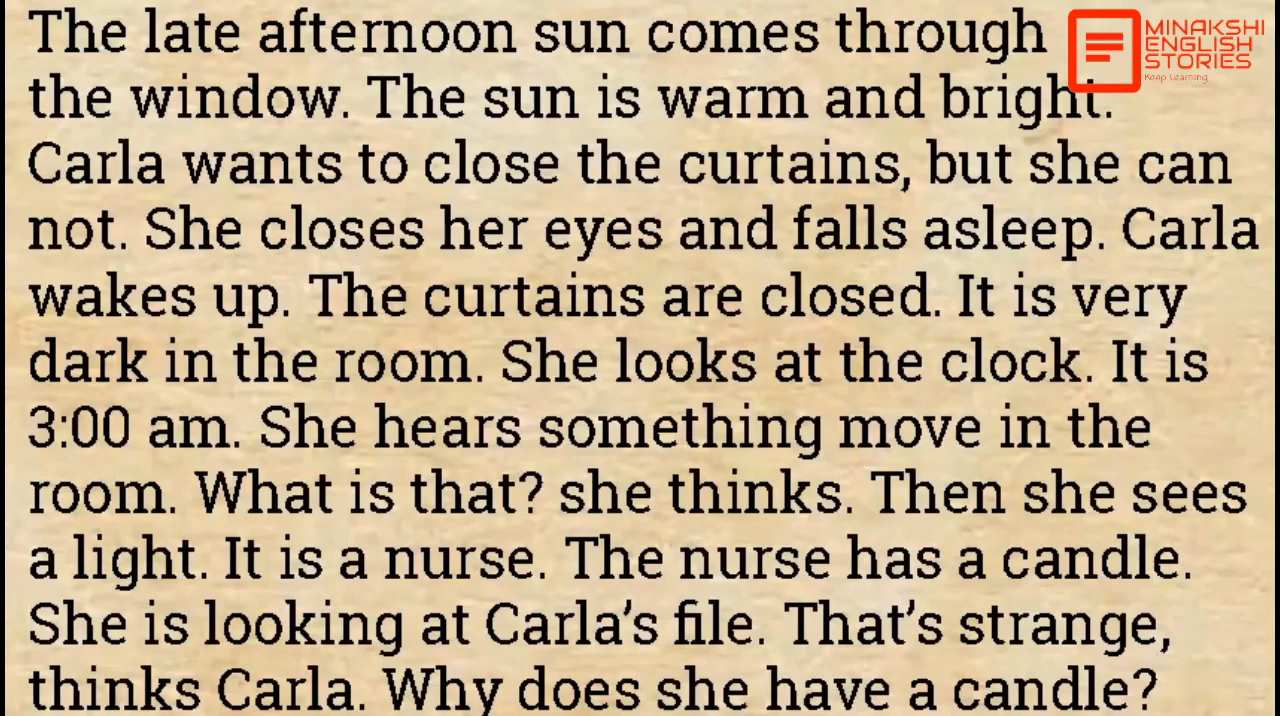 The late afternoon sun comes through
the window. The sun is warm and bright.
Carla wants to close the curtains, but she can
not. She closes her eyes and falls asleep. Carla
wakes up. The curtains are closed. It is very
dark in the room. She looks at the clock. It is
3:00 am. She hears something move in the
room. What is that? she thinks. Then she sees
a light. It is a nurse. The nurse has a candle.
She is looking at Carla’s file. That’s strange,
thinks Carla. Why does she have a candle?
MINAKSHI
ENGLISH
STORIES
Keep Learning